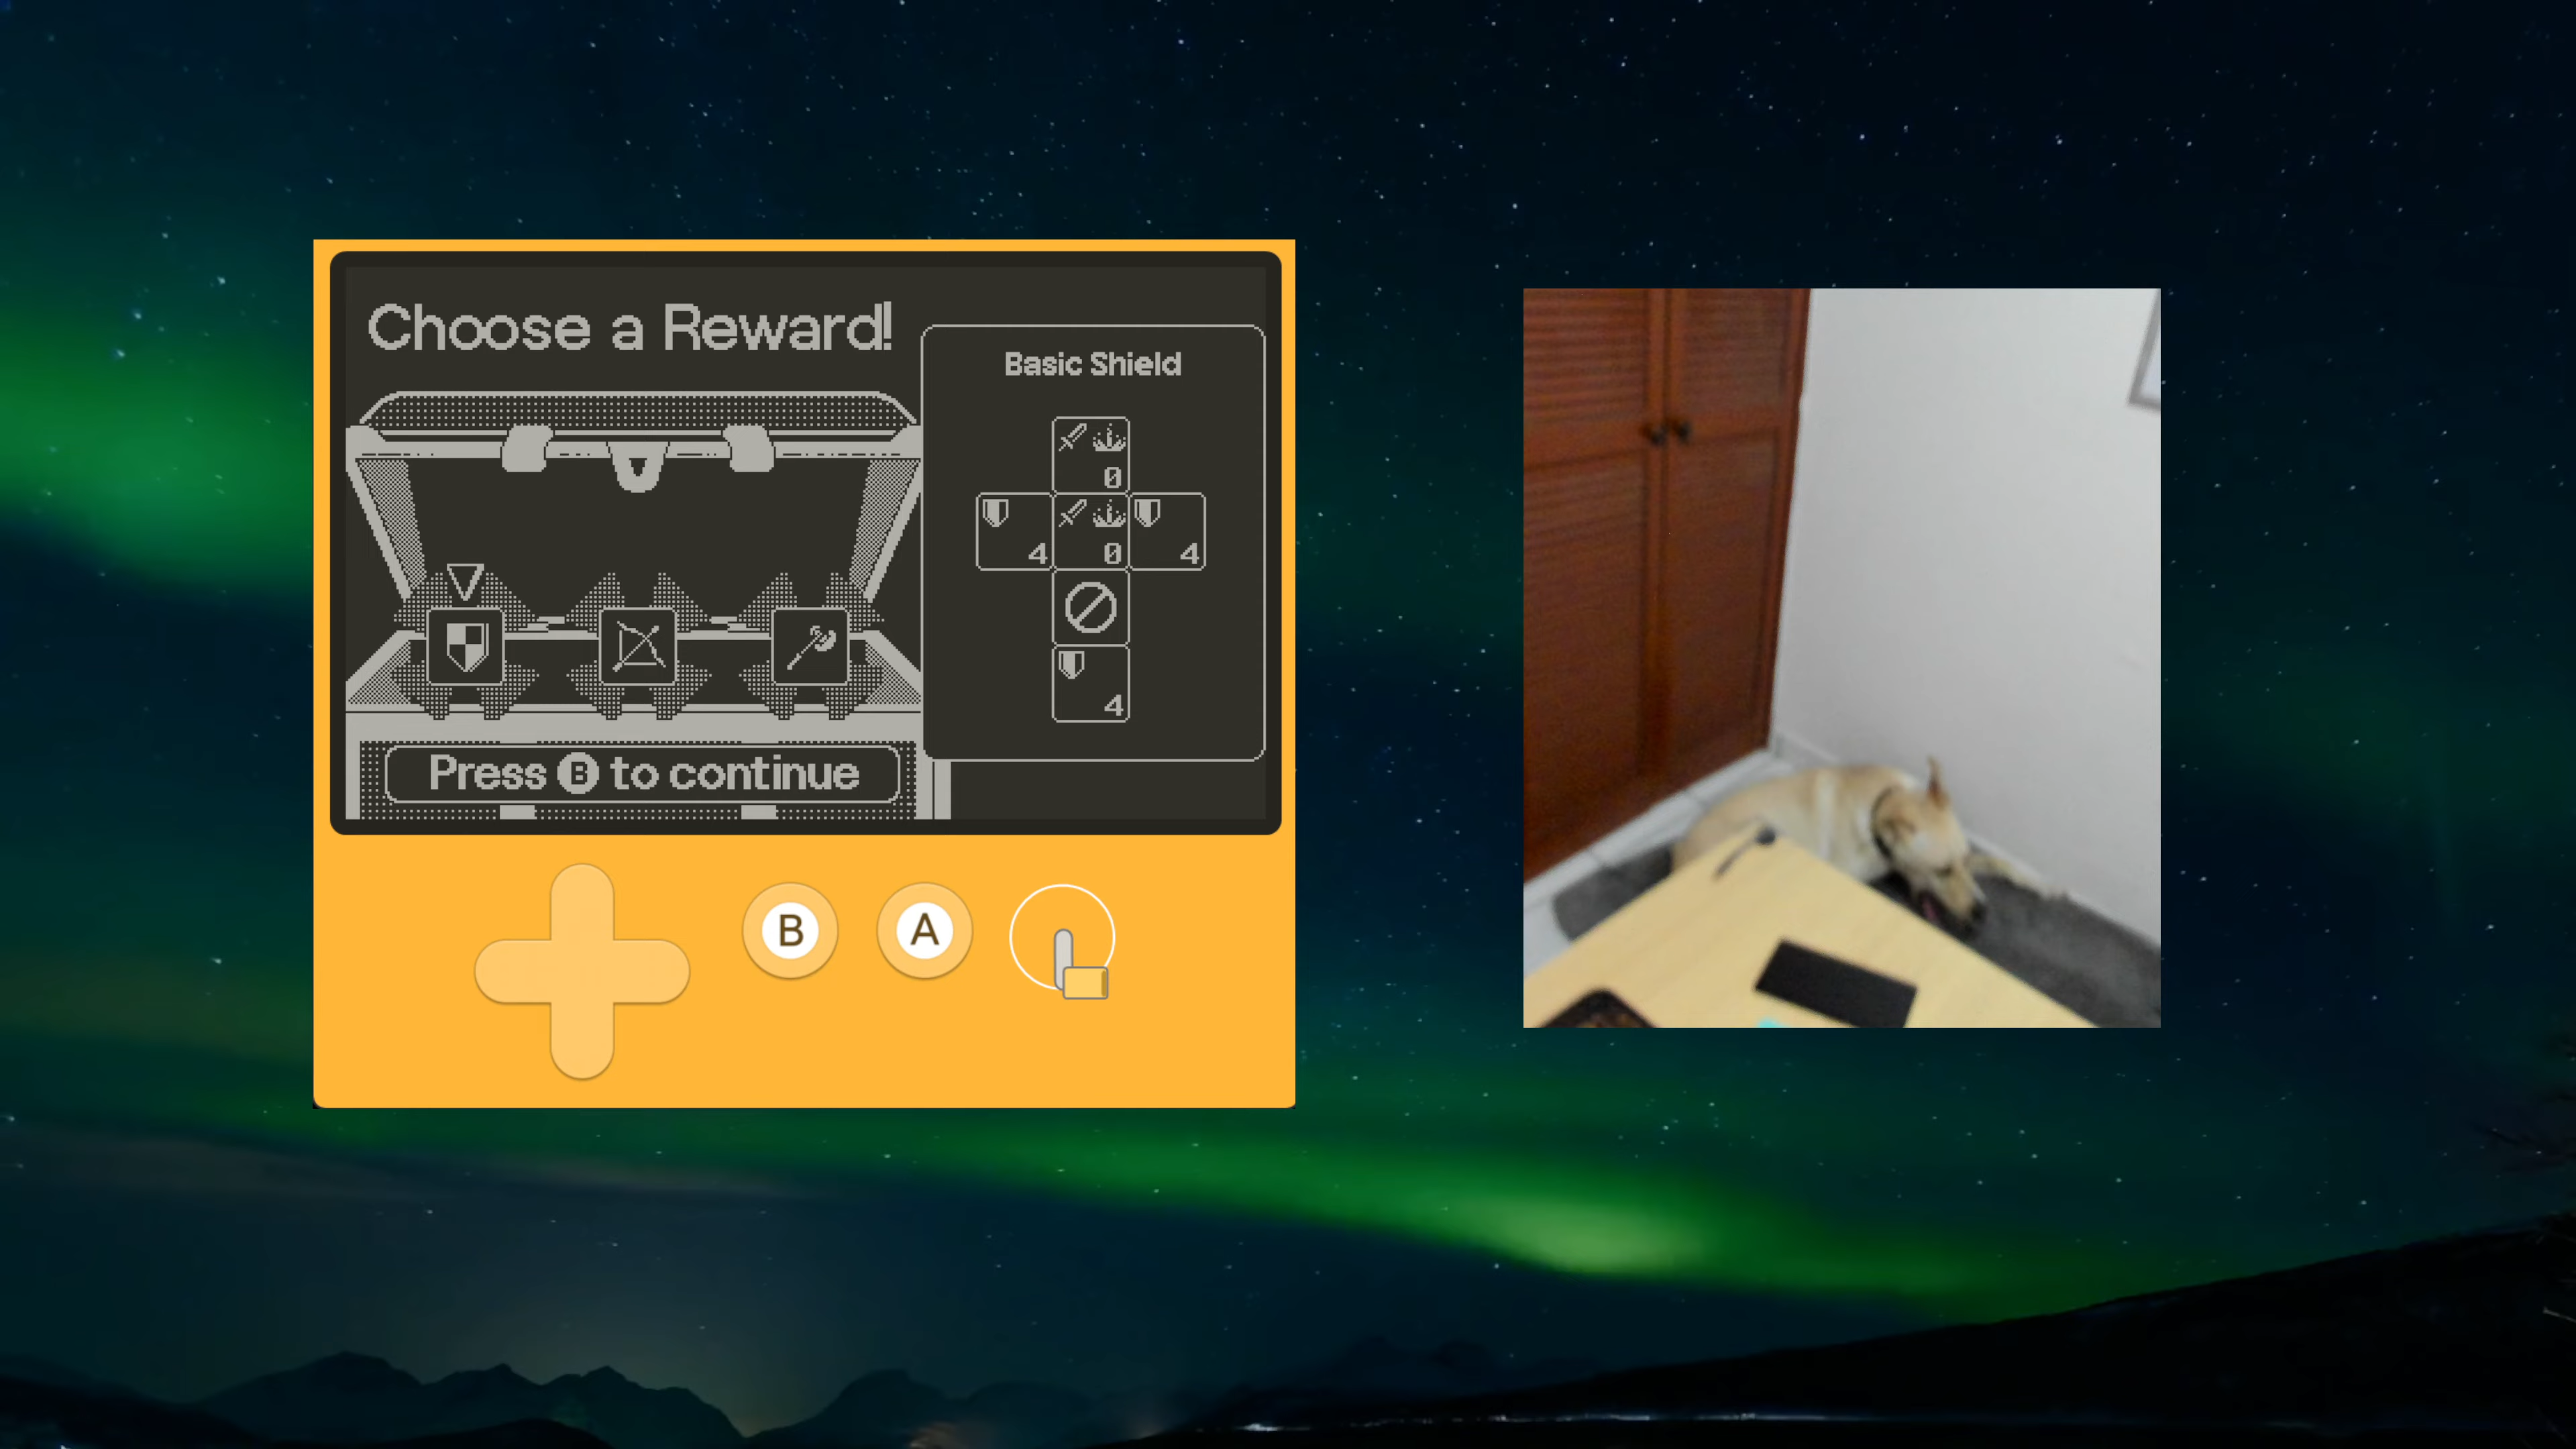 Choose a Reward!
Basic Shield
0
4 0 4
4
Press B to continue
B A